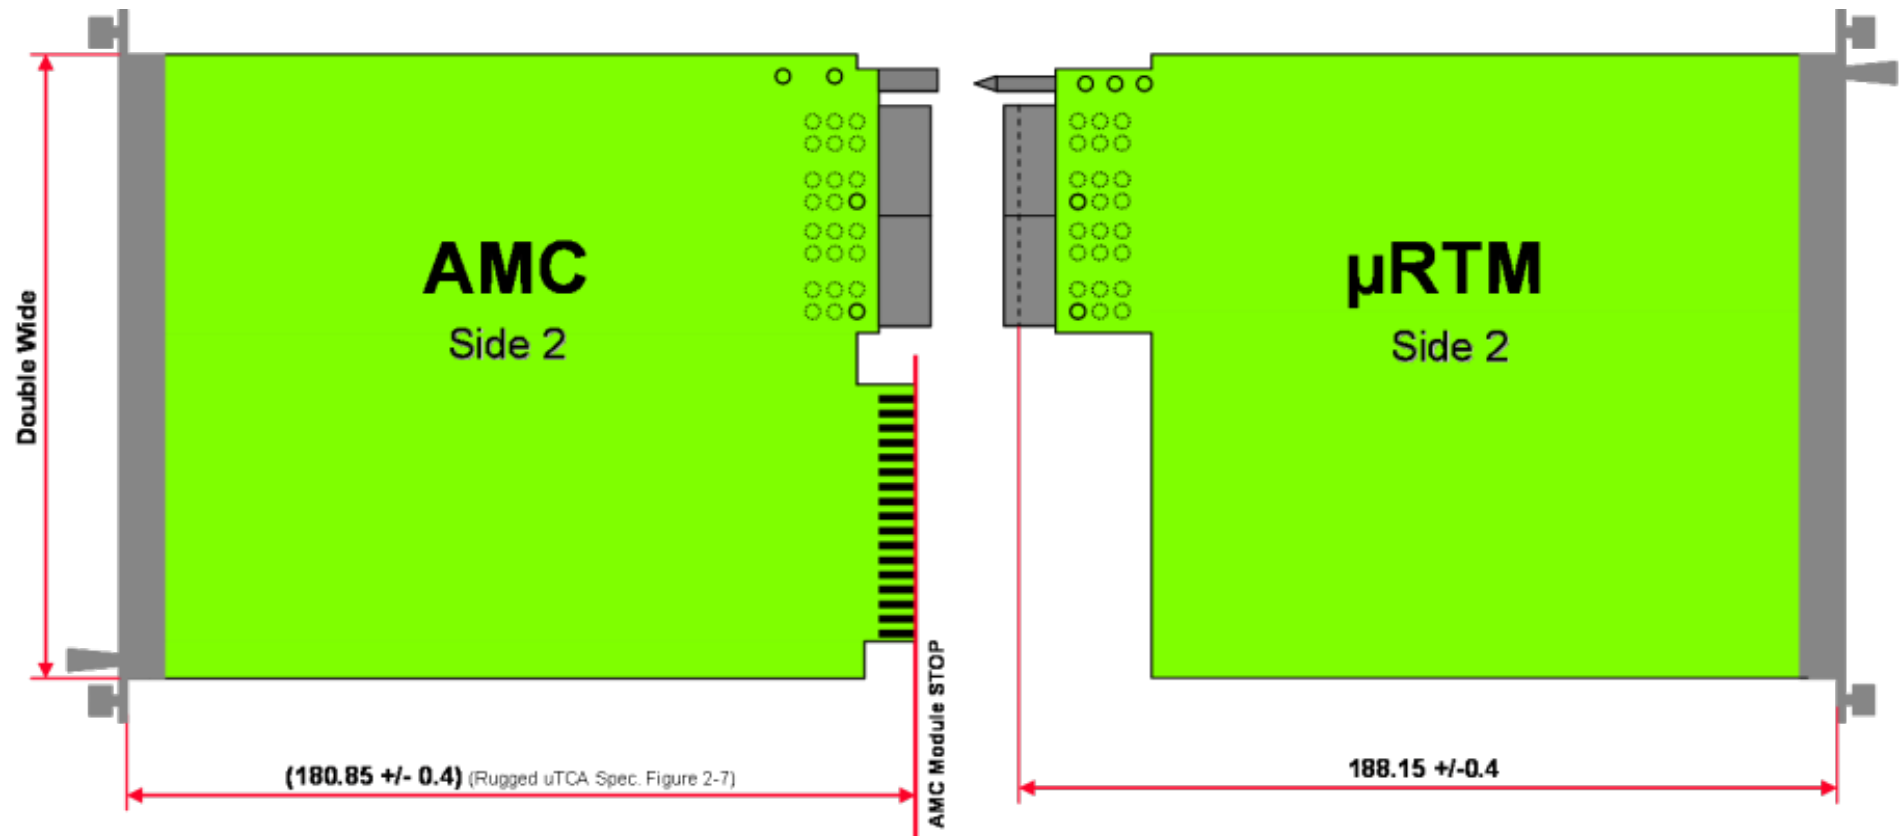 AMC
Side 2
µRTM
Side 2
Double Wide
AMC Module STOP
(180.85 +/- 0.4) (Rugged uTCA Spec. Figure 2-7)
188.15 +/-0.4